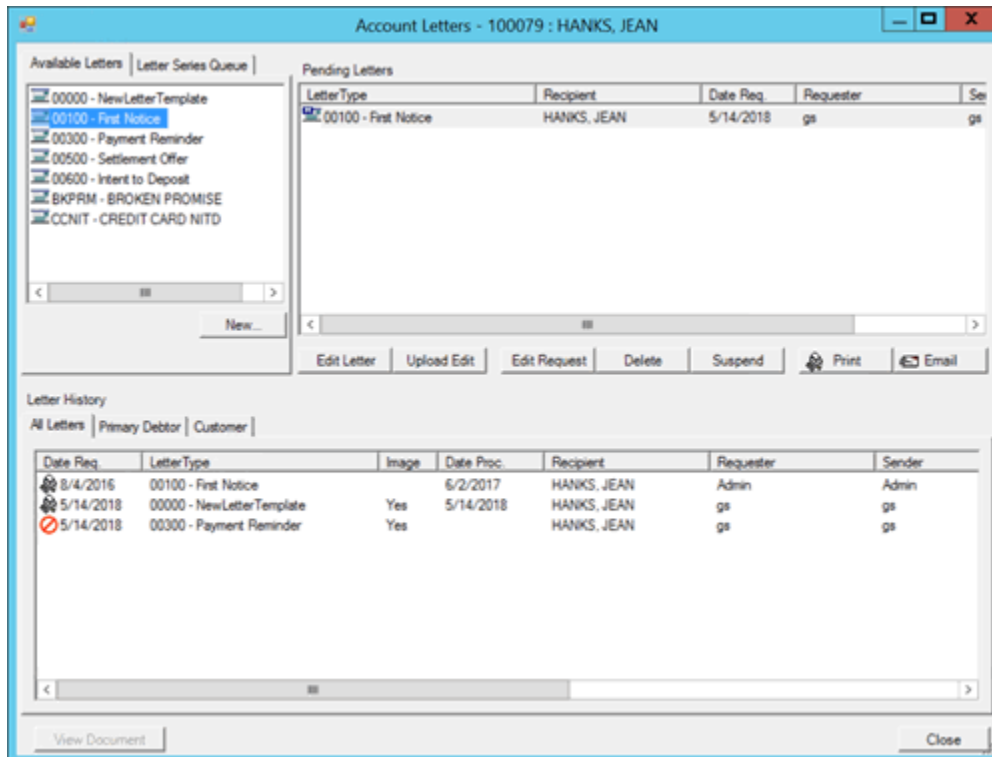 Account Letters - 100079 : HANKS, JEAN
Available Letters Letter Series Queue
00000 - NewLetterTemplate
00100 - First Notice
00300 - Payment Reminder
00500 - Settlement Offer
00600 - Intent to Deposit
BKPRM - BROKEN PROMISE
CCNIT - CREDIT CARD NITD
New...
Pending Letters
LetterType Recipient Date Req. Requester Se
00100 - First Notice HANKS, JEAN 5/14/2018 gs gs
Edit Letter Upload Edit Edit Request Delete Suspend Print Email
Letter History
All Letters Primary Debtor Customer
Date Req. LetterType Image Date Proc. Recipient Requester Sender
8/4/2016 00100 - First Notice 6/2/2017 HANKS, JEAN Admin Admin
5/14/2018 00000 - NewLetterTemplate Yes 5/14/2018 HANKS, JEAN gs gs
5/14/2018 00300 - Payment Reminder Yes HANKS, JEAN gs gs
View Document Close